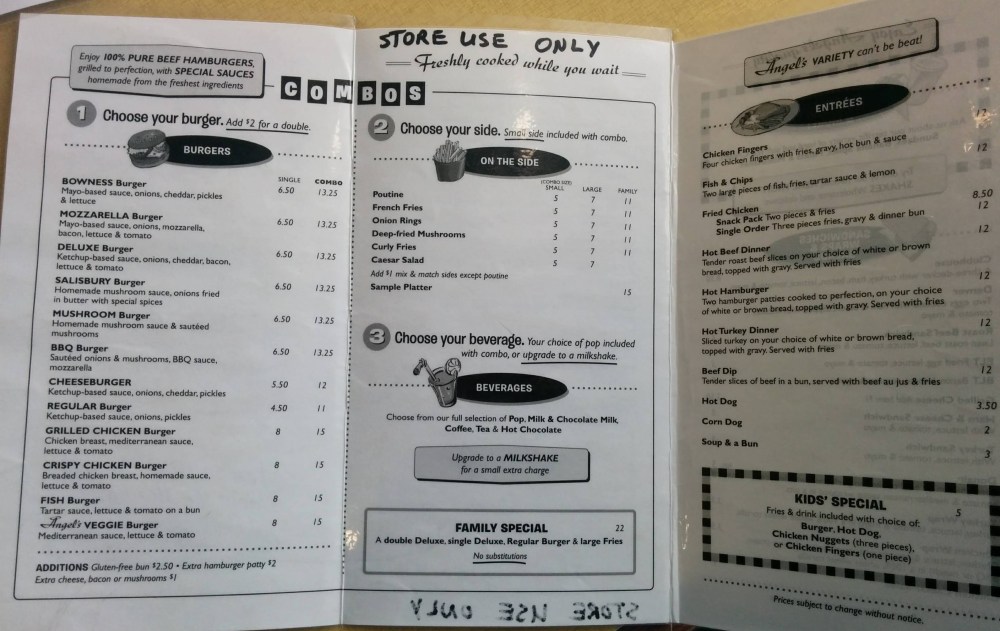 Enjoy 100% PURE BEEF HAMBURGERS,
grilled to perfection, with SPECIAL SAUCES
homemade from the freshest ingredients
STORE USE ONLY
Freshly cooked while you wait
COMBOS
1 Choose your burger. Add $2 for a double.
BURGERS
SINGLE COMBO
BOWNESS Burger 6.50 13.25
Mayo-based sauce, onions, cheddar, pickles
& lettuce
MOZZARELLA Burger 6.50 13.25
Mayo-based sauce, onions, mozzarella,
bacon, lettuce & tomato
DELUXE Burger 6.50 13.25
Ketchup-based sauce, onions, cheddar, bacon,
lettuce & tomato
SALISBURY Burger 6.50 13.25
Homemade mushroom sauce, onions fried
in butter with special spices
MUSHROOM Burger 6.50 13.25
Homemade mushroom sauce & sautéed
mushrooms
BBQ Burger 6.50 13.25
Sautéed onions & mushrooms, BBQ sauce,
mozzarella
CHEESEBURGER 5.50 12
Ketchup-based sauce, onions, cheddar, pickles
REGULAR Burger 4.50 11
Ketchup-based sauce, onions, pickles
GRILLED CHICKEN Burger 8 15
Chicken breast, mediterranean sauce,
lettuce & tomato
CRISPY CHICKEN Burger 8 15
Breaded chicken breast, homemade sauce,
lettuce & tomato
FISH Burger 8 15
Tartar sauce, lettuce & tomato on a bun
Angel's VEGGIE Burger 8 15
Mediterranean sauce, lettuce & tomato
ADDITIONS Gluten-free bun $2.50 • Extra hamburger patty $2
Extra cheese, bacon or mushrooms $1
2 Choose your side. Small side included with combo.
ON THE SIDE
(COMBO SIZE)
SMALL LARGE FAMILY
Poutine 5 7 11
French Fries 5 7 11
Onion Rings 5 7 11
Deep-fried Mushrooms 5 7 11
Curly Fries 5 7 11
Caesar Salad 5 7
Add $1 mix & match sides except poutine
Sample Platter 15
3 Choose your beverage. Your choice of pop included
with combo, or upgrade to a milkshake.
BEVERAGES
Choose from our full selection of Pop, Milk & Chocolate Milk,
Coffee, Tea & Hot Chocolate
Upgrade to a MILKSHAKE
for a small extra charge
FAMILY SPECIAL 22
A double Deluxe, single Deluxe, Regular Burger & large Fries
No substitutions
STORE USE ONLY
Angel's VARIETY can't be beat!
ENTRÉES
Chicken Fingers 12
Four chicken fingers with fries, gravy, hot bun & sauce
Fish & Chips 12
Two large pieces of fish, fries, tartar sauce & lemon
Fried Chicken
Snack Pack Two pieces & fries 8.50
Single Order Three pieces fries, gravy & dinner bun 12
Hot Beef Dinner 12
Tender roast beef slices on your choice of white or brown
bread, topped with gravy. Served with fries
Hot Hamburger 12
Two hamburger patties cooked to perfection, on your choice
of white or brown bread, topped with gravy. Served with fries
Hot Turkey Dinner 12
Sliced turkey on your choice of white or brown bread,
topped with gravy. Served with fries
Beef Dip 12
Tender slices of beef in a bun, served with beef au jus & fries
Hot Dog 3.50
Corn Dog 2
Soup & a Bun 3
KIDS' SPECIAL 5
Fries & drink included with choice of:
Burger, Hot Dog,
Chicken Nuggets (three pieces),
or Chicken Fingers (one piece)
Prices subject to change without notice.